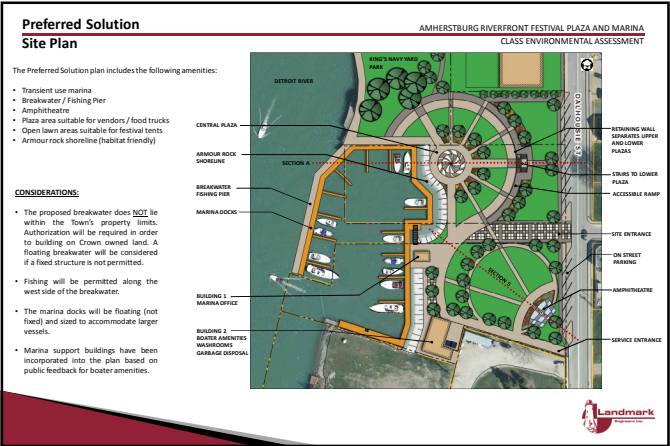 Preferred Solution
Site Plan
AMHERSTBURG RIVERFRONT FESTIVAL PLAZA AND MARINA
CLASS ENVIRONMENTAL ASSESSMENT
The Preferred Solution plan includes the following amenities:
• Transient use marina
• Breakwater / Fishing Pier
• Amphitheatre
• Plaza area suitable for vendors / food trucks
• Open lawn areas suitable for festival tents
• Armour rock shoreline (habitat friendly)
CONSIDERATIONS:
• The proposed breakwater does NOT lie
within the Town's property limits.
Authorization will be required in order
to building on Crown owned land. A
floating breakwater will be considered
if a fixed structure is not permitted.
• Fishing will be permitted along the
west side of the breakwater.
• The marina docks will be floating (not
fixed) and sized to accommodate larger
vessels.
• Marina support buildings have been
incorporated into the plan based on
public feedback for boater amenities.
KING'S NAVY YARD
PARK
DETROIT RIVER
DALHOUSIE ST
CENTRAL PLAZA
ARMOUR ROCK
SHORELINE
SECTION A
BREAKWATER
FISHING PIER
MARINA DOCKS
BUILDING 1
MARINA OFFICE
BUILDING 2
BOATER AMENITIES
WASHROOMS
GARBAGE DISPOSAL
RETAINING WALL
SEPARATES UPPER
AND LOWER
PLAZAS
STAIRS TO LOWER
PLAZA
ACCESSIBLE RAMP
SITE ENTRANCE
ON STREET
PARKING
SECTION B
AMPHITHEATRE
SERVICE ENTRANCE
Landmark
Engineers Inc.